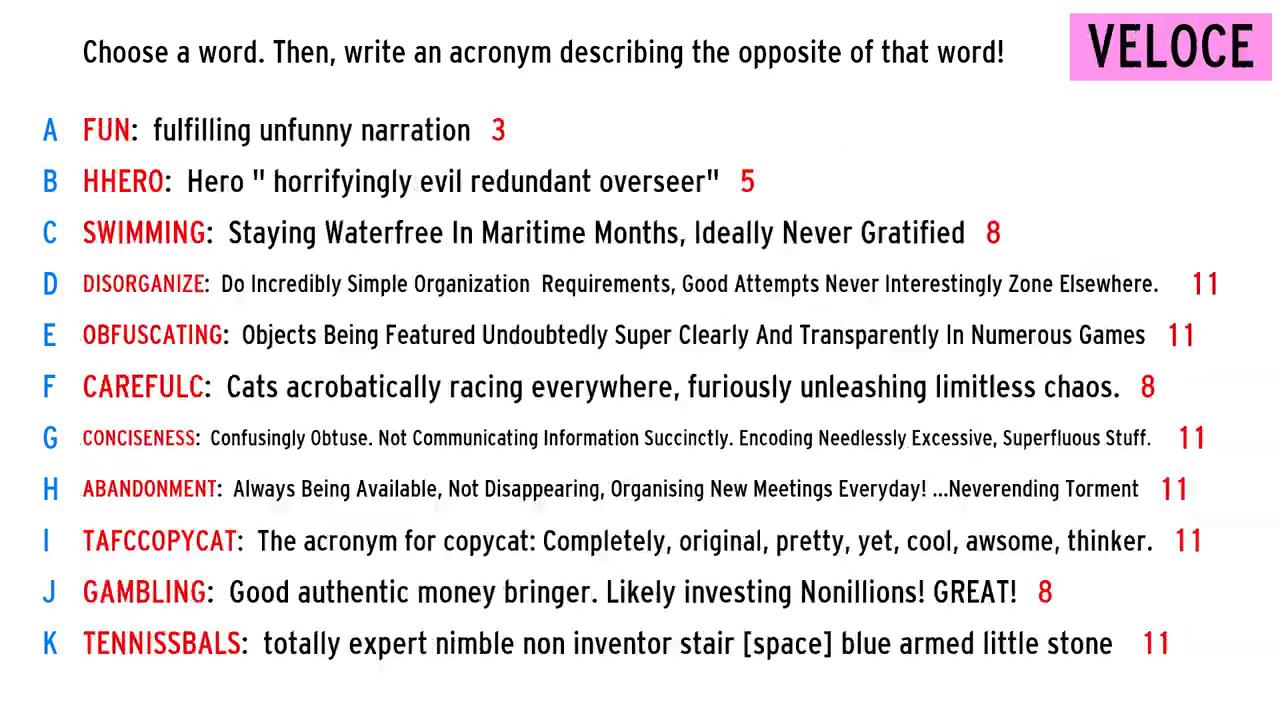 Choose a word. Then, write an acronym describing the opposite of that word!
VELOCE
A FUN: fulfilling unfunny narration 3
B HHERO: Hero " horrifyingly evil redundant overseer" 5
C SWIMMING: Staying Waterfree In Maritime Months, Ideally Never Gratified 8
D DISORGANIZE: Do Incredibly Simple Organization Requirements, Good Attempts Never Interestingly Zone Elsewhere. 11
E OBFUSCATING: Objects Being Featured Undoubtedly Super Clearly And Transparently In Numerous Games 11
F CAREFULC: Cats acrobatically racing everywhere, furiously unleashing limitless chaos. 8
G CONCISENESS: Confusingly Obtuse. Not Communicating Information Succinctly. Encoding Needlessly Excessive, Superfluous Stuff. 11
H ABANDONMENT: Always Being Available, Not Disappearing, Organising New Meetings Everyday! ...Neverending Torment 11
I TAFCCOPYCAT: The acronym for copycat: Completely, original, pretty, yet, cool, awsome, thinker. 11
J GAMBLING: Good authentic money bringer. Likely investing Nonillions! GREAT! 8
K TENNISSBALS: totally expert nimble non inventor stair [space] blue armed little stone 11